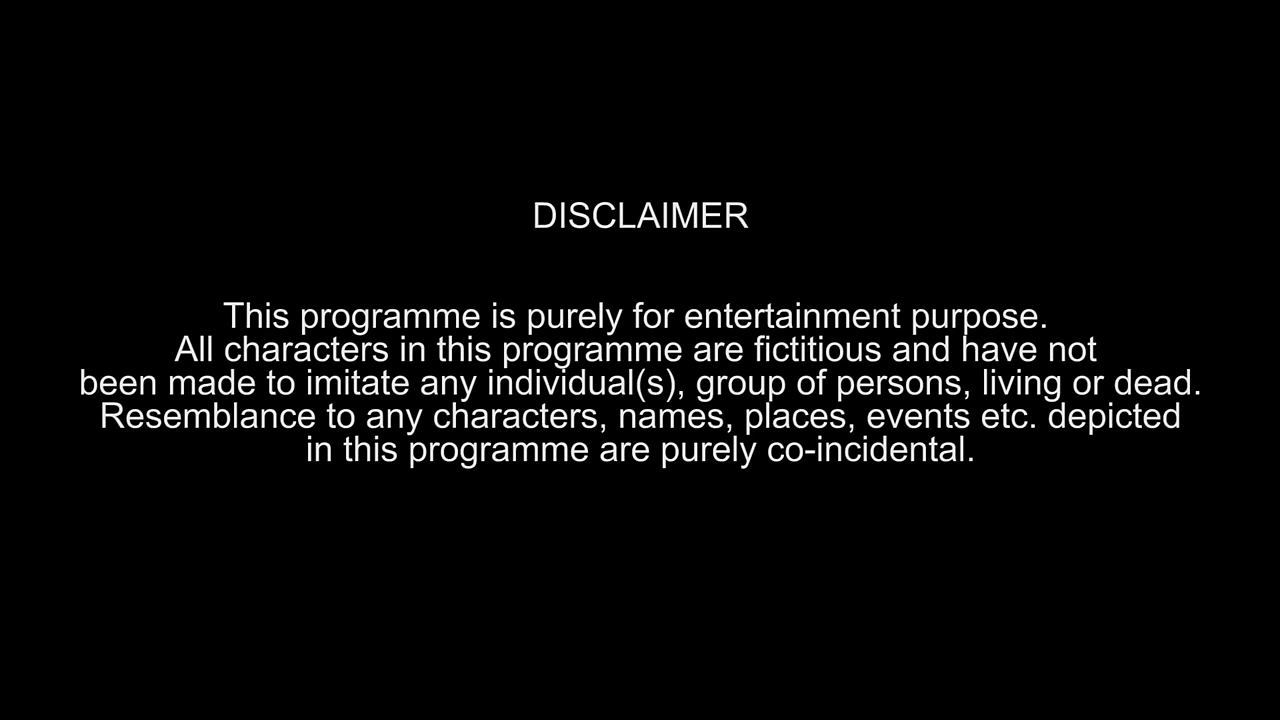 DISCLAIMER
This programme is purely for entertainment purpose.
All characters in this programme are fictitious and have not
been made to imitate any individual(s), group of persons, living or dead.
Resemblance to any characters, names, places, events etc. depicted
in this programme are purely co-incidental.